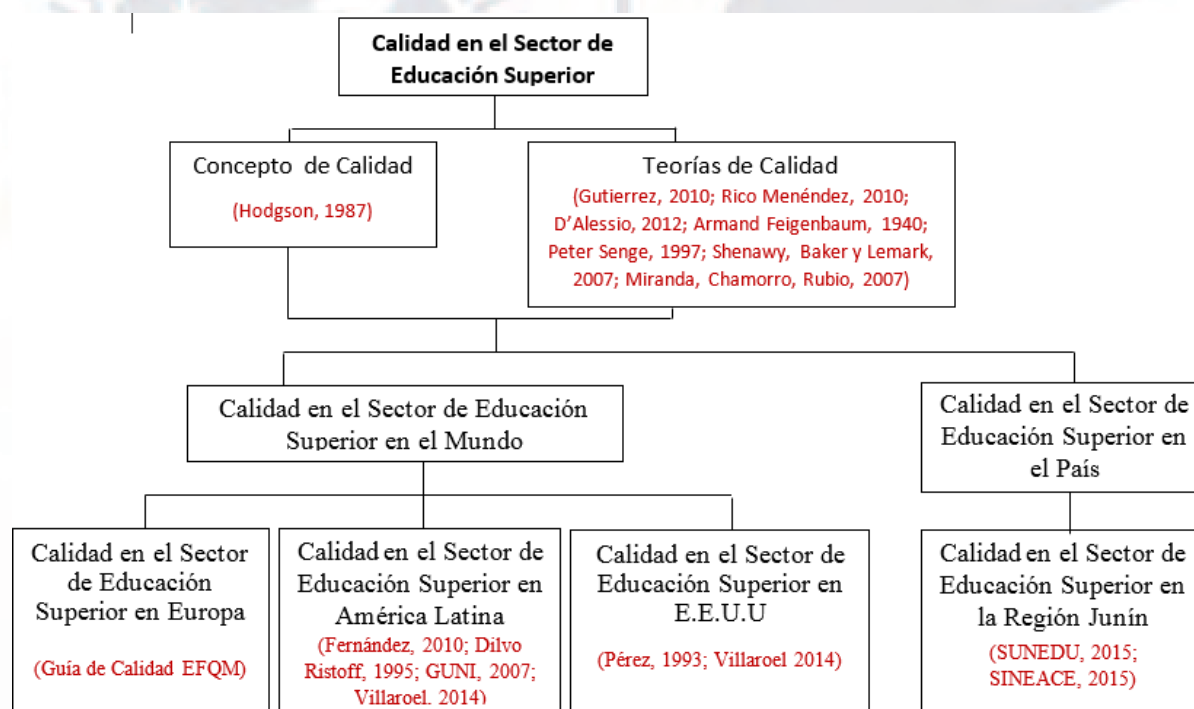 Calidad en el Sector de
Educación Superior
Concepto de Calidad
(Hodgson, 1987)
Teorías de Calidad
(Gutierrez, 2010; Rico Menéndez, 2010;
D'Alessio, 2012; Armand Feigenbaum, 1940;
Peter Senge, 1997; Shenawy, Baker y Lemark,
2007; Miranda, Chamorro, Rubio, 2007)
Calidad en el Sector de Educación
Superior en el Mundo
Calidad en el Sector de
Educación Superior en
el País
Calidad en el Sector
de Educación
Superior en Europa
(Guía de Calidad EFQM)
Calidad en el Sector de
Educación Superior en
América Latina
(Fernández, 2010; Dilvo
Ristoff, 1995; GUNI, 2007;
Villaroel. 2014)
Calidad en el Sector de
Educación Superior en
E.E.U.U
(Pérez, 1993; Villaroel 2014)
Calidad en el Sector de
Educación Superior en
la Región Junín
(SUNEDU, 2015;
SINEACE, 2015)